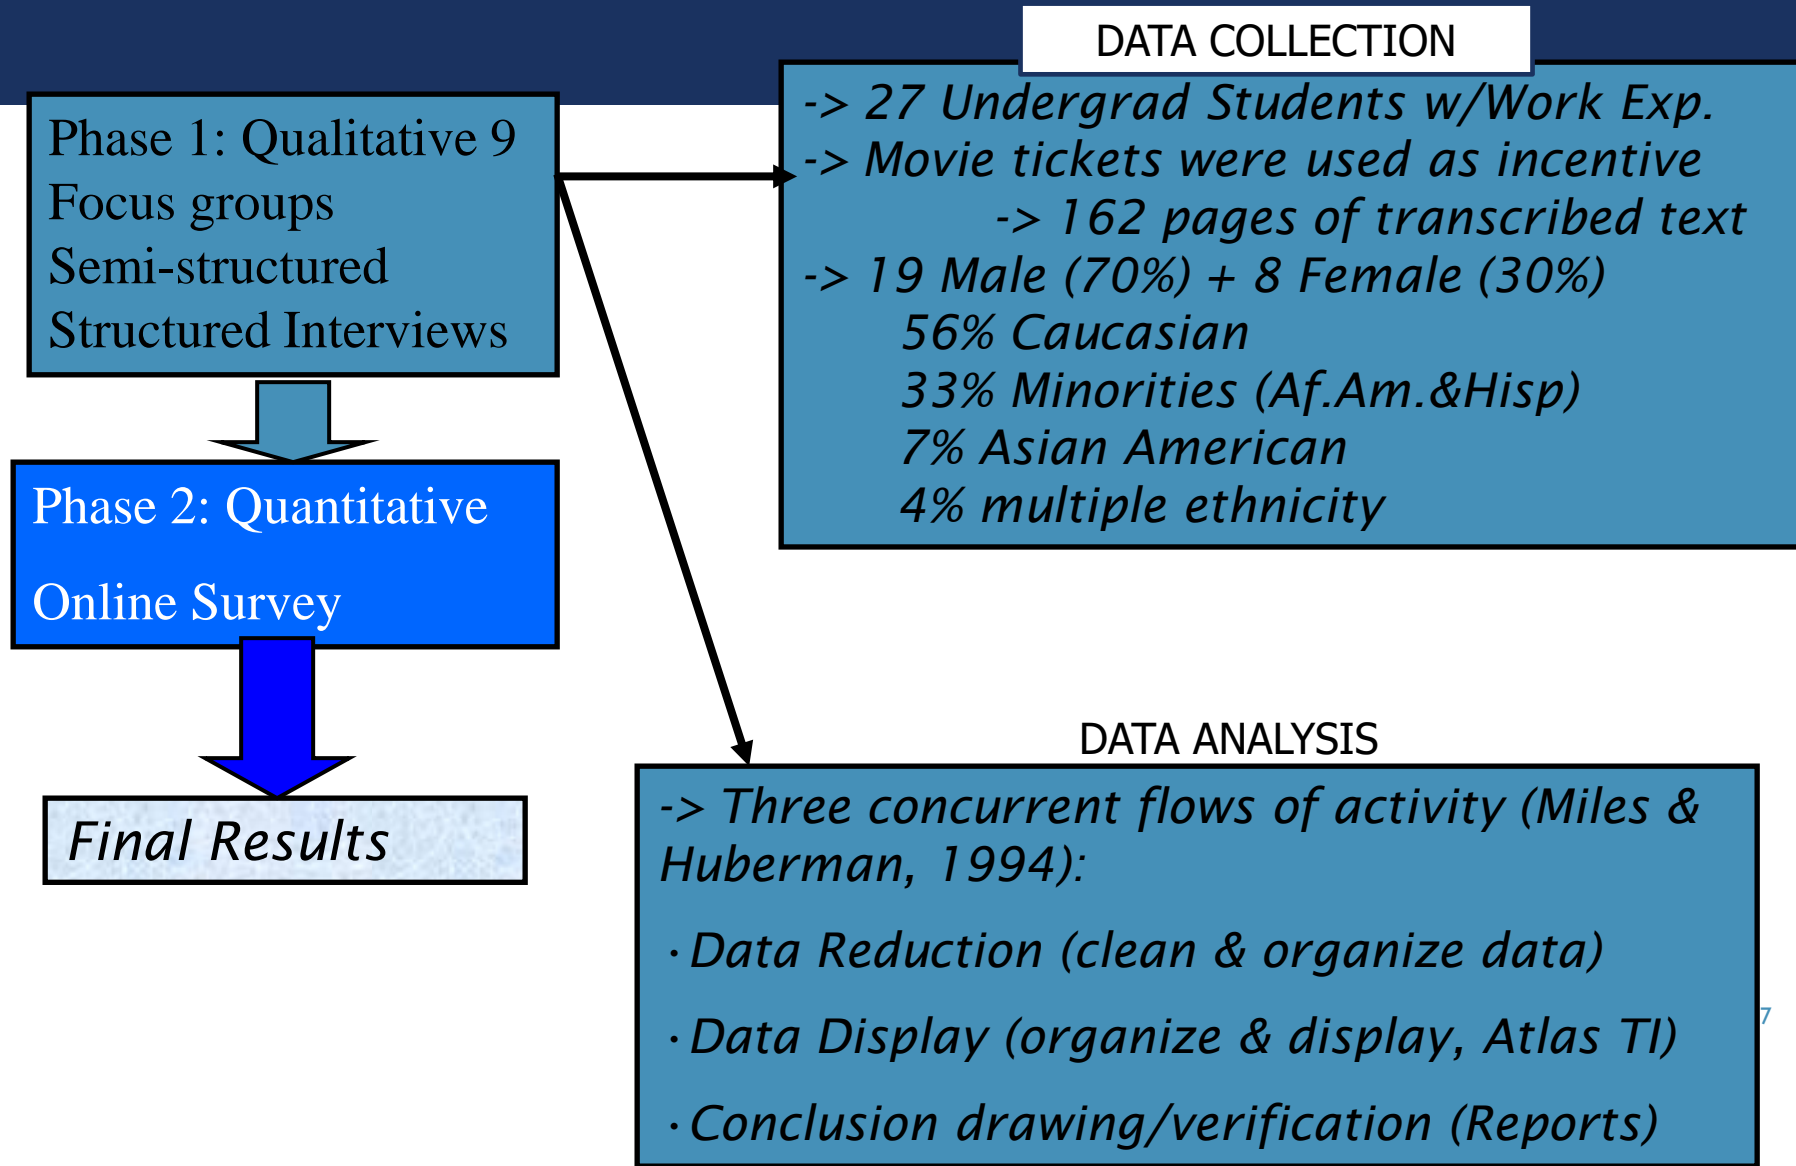 DATA COLLECTION
Phase 1: Qualitative 9
Focus groups
Semi-structured
Structured Interviews
-> 27 Undergrad Students w/Work Exp.
-> Movie tickets were used as incentive
-> 162 pages of transcribed text
-> 19 Male (70%) + 8 Female (30%)
56% Caucasian
33% Minorities (Af.Am.&Hisp)
7% Asian American
4% multiple ethnicity
Phase 2: Quantitative
Online Survey
Final Results
DATA ANALYSIS
-> Three concurrent flows of activity (Miles &
Huberman, 1994):
·Data Reduction (clean & organize data)
·Data Display (organize & display, Atlas TI)
·Conclusion drawing/verification (Reports)
7